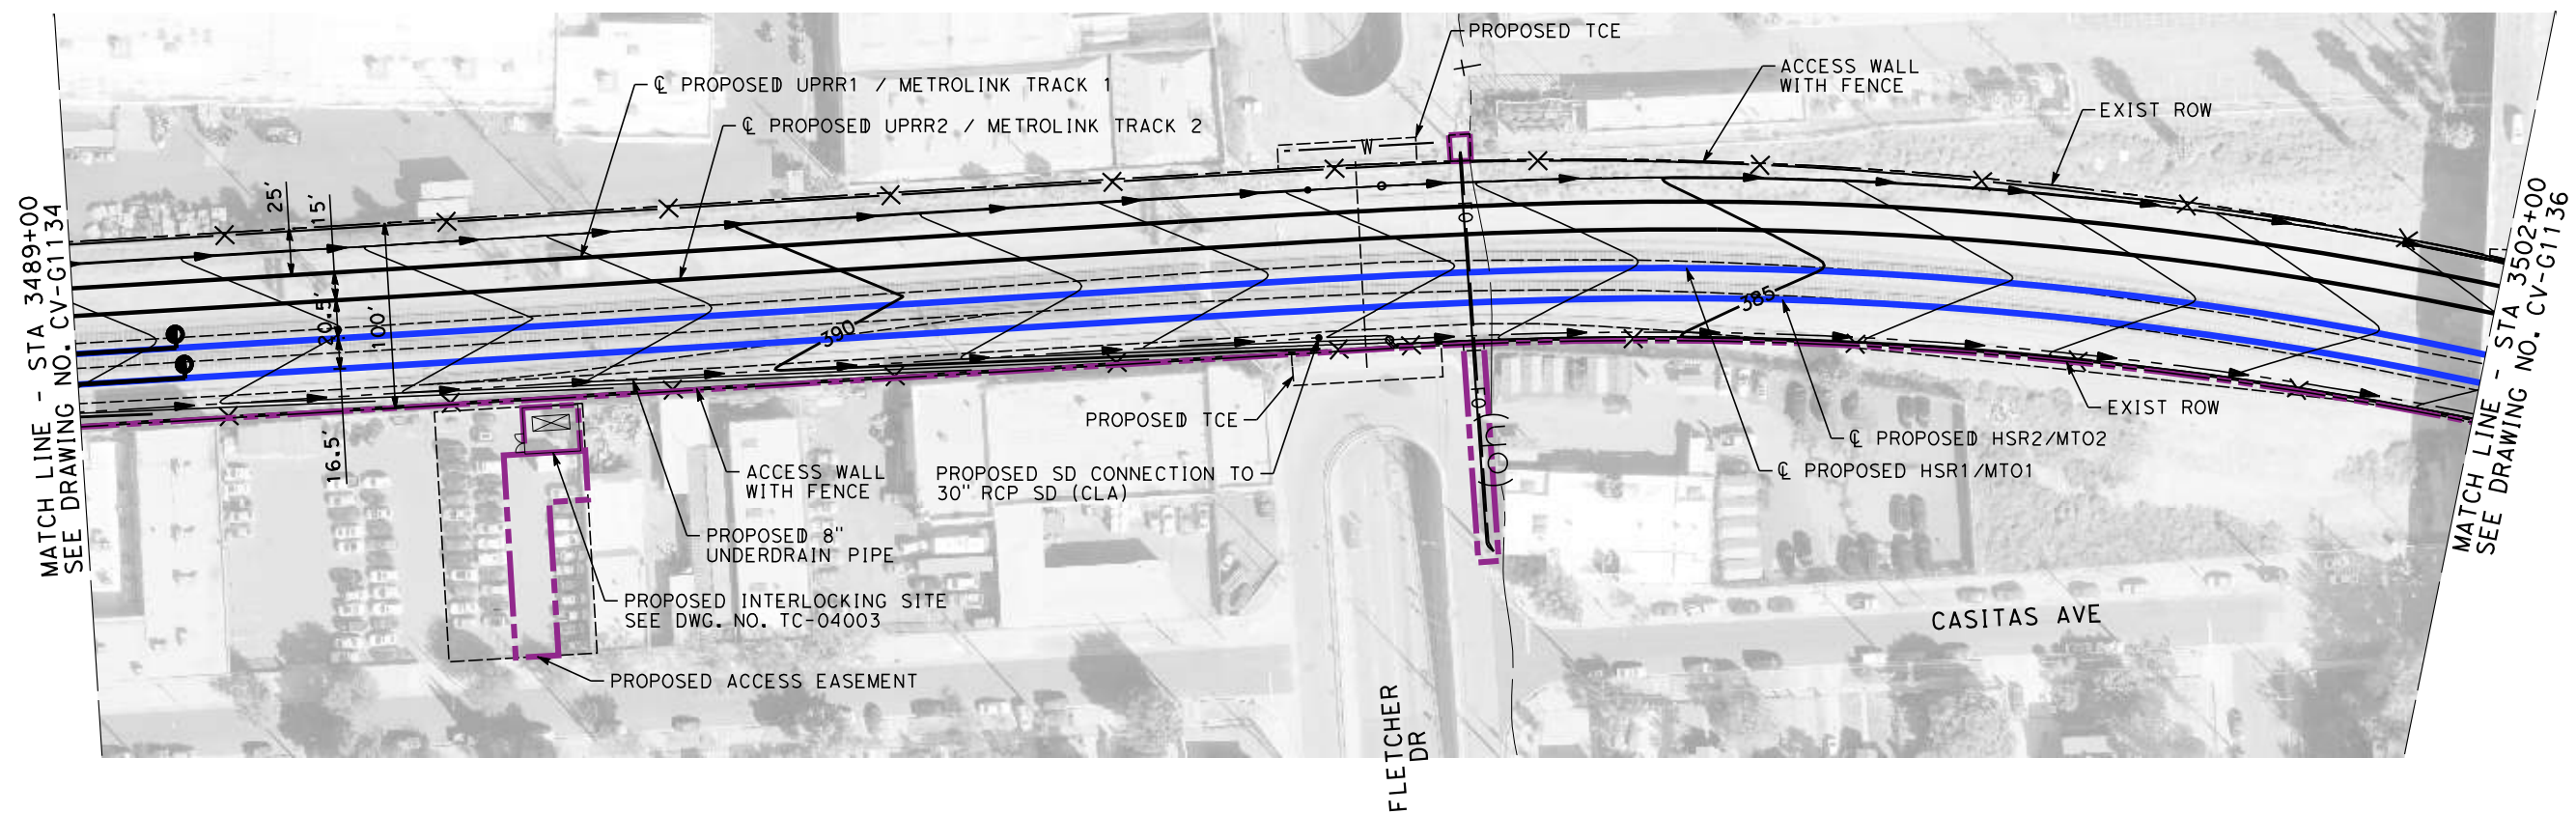 PROPOSED TCE
ACCESS WALL
WITH FENCE
℄ PROPOSED UPRR1 / METROLINK TRACK 1
EXIST ROW
℄ PROPOSED UPRR2 / METROLINK TRACK 2
W
25'
15'
20.5'
100'
16.5'
390
385
MATCH LINE - STA 3489+00
SEE DRAWING NO. CV-G1134
MATCH LINE - STA 3502+00
SEE DRAWING NO. CV-G1136
PROPOSED TCE
EXIST ROW
℄ PROPOSED HSR2/MTO2
℄ PROPOSED HSR1/MTO1
ACCESS WALL
WITH FENCE
PROPOSED SD CONNECTION TO
30" RCP SD (CLA)
PROPOSED 8"
UNDERDRAIN PIPE
PROPOSED INTERLOCKING SITE
SEE DWG. NO. TC-04003
CASITAS AVE
PROPOSED ACCESS EASEMENT
FLETCHER
DR